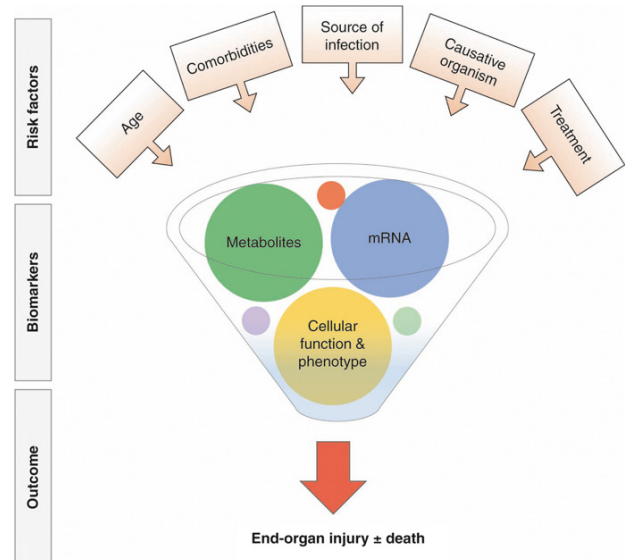 Risk factors
Age
Comorbidities
Source of
infection
Causative
organism
Treatment
Biomarkers
Metabolites
mRNA
Cellular
function &
phenotype
Outcome
End-organ injury ± death